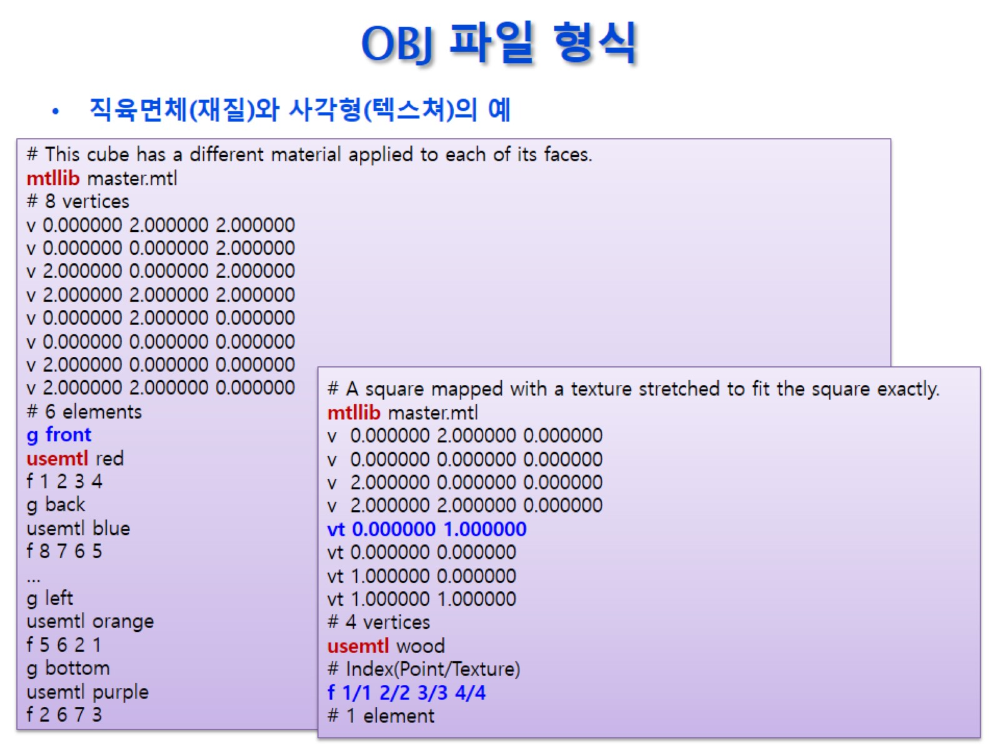 OBJ 파일 형식
• 직육면체(재질)와 사각형(텍스쳐)의 예
# This cube has a different material applied to each of its faces.
mtllib master.mtl
# 8 vertices
v 0.000000 2.000000 2.000000
v 0.000000 0.000000 2.000000
v 2.000000 0.000000 2.000000
v 2.000000 2.000000 2.000000
v 0.000000 2.000000 0.000000
v 0.000000 0.000000 0.000000
v 2.000000 0.000000 0.000000
v 2.000000 2.000000 0.000000
# 6 elements
g front
usemtl red
f 1 2 3 4
g back
usemtl blue
f 8 7 6 5
...
g left
usemtl orange
f 5 6 2 1
g bottom
usemtl purple
f 2 6 7 3
# A square mapped with a texture stretched to fit the square exactly.
mtllib master.mtl
v 0.000000 2.000000 0.000000
v 0.000000 0.000000 0.000000
v 2.000000 0.000000 0.000000
v 2.000000 2.000000 0.000000
vt 0.000000 1.000000
vt 0.000000 0.000000
vt 1.000000 0.000000
vt 1.000000 1.000000
# 4 vertices
usemtl wood
# Index(Point/Texture)
f 1/1 2/2 3/3 4/4
# 1 element